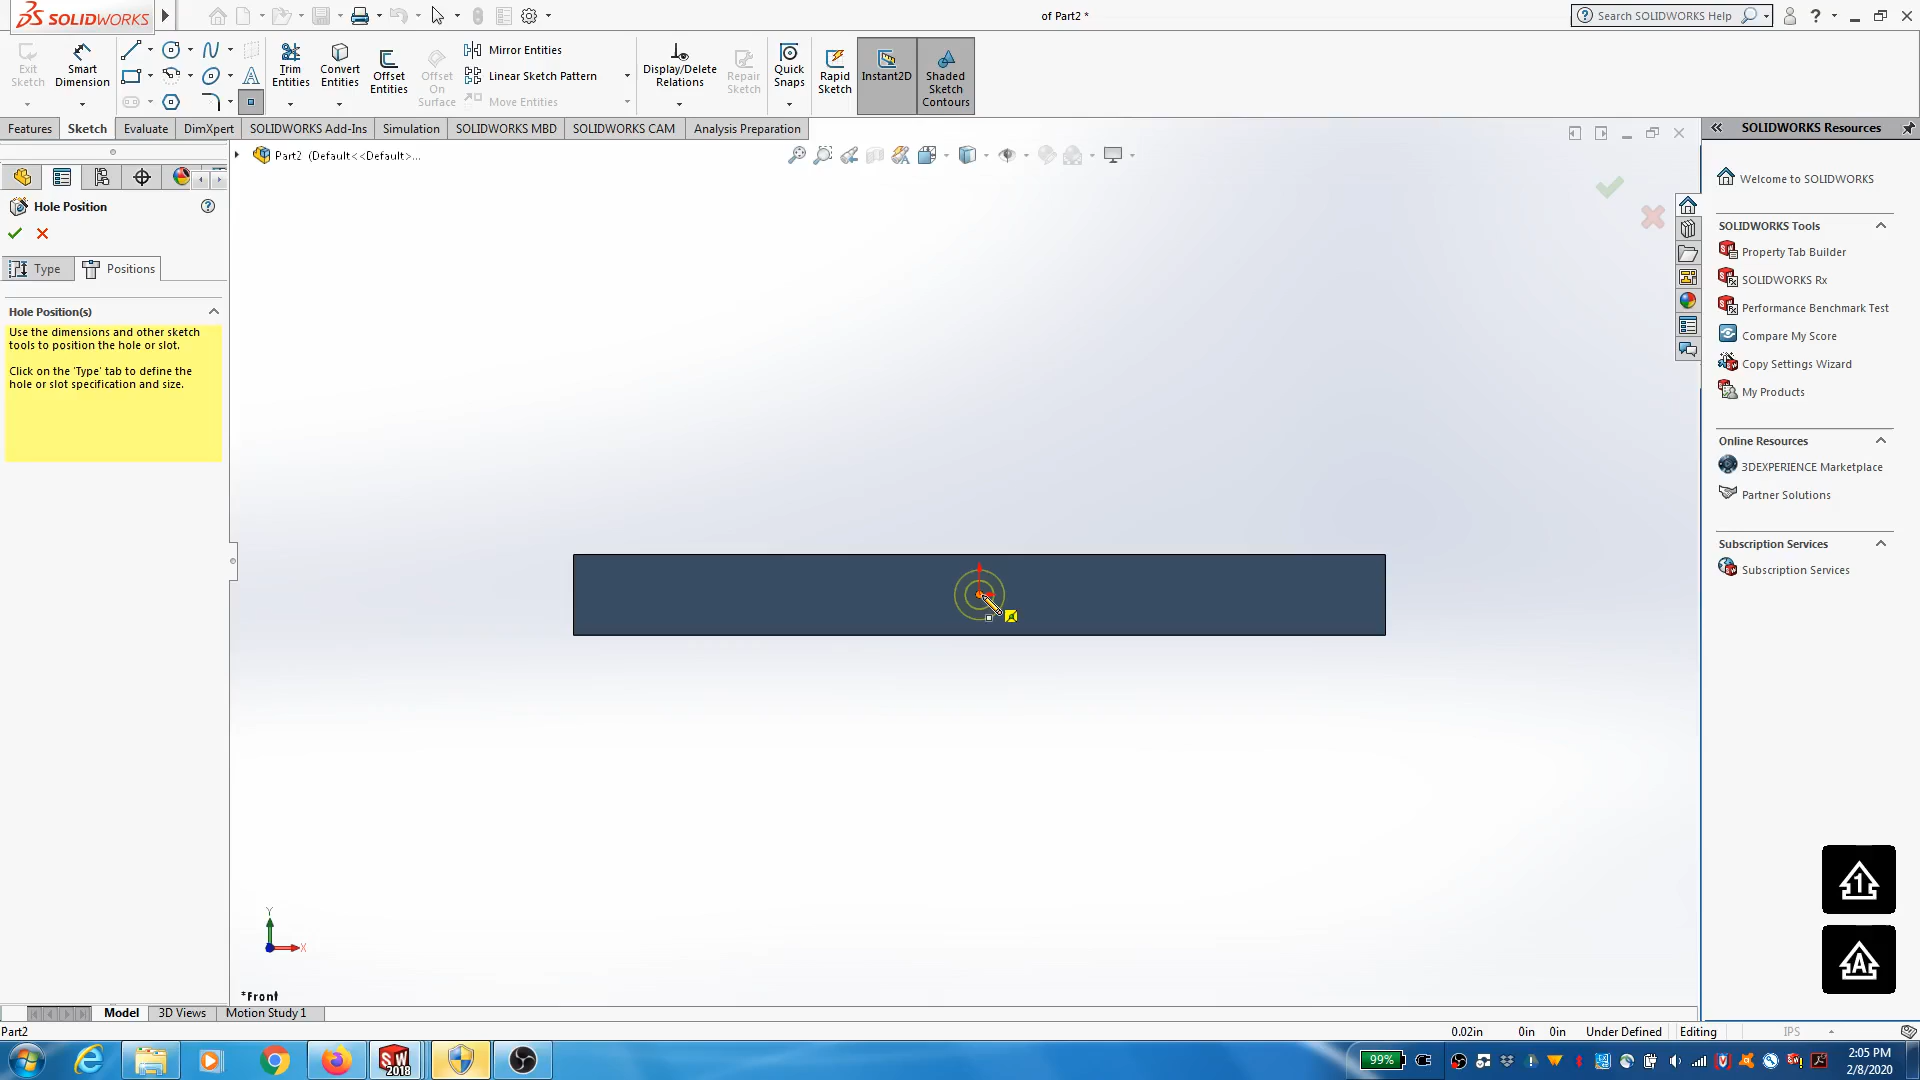 SOLIDWORKS
of Part2 *
Search SOLIDWORKS Help
Exit Sketch
Smart Dimension
Trim Entities
Convert Entities
Offset Entities
Offset On Surface
Mirror Entities
Linear Sketch Pattern
Move Entities
Display/Delete Relations
Repair Sketch
Quick Snaps
Rapid Sketch
Instant2D
Shaded Sketch Contours
Features
Sketch
Evaluate
DimXpert
SOLIDWORKS Add-Ins
Simulation
SOLIDWORKS MBD
SOLIDWORKS CAM
Analysis Preparation
SOLIDWORKS Resources
Part2 (Default<<Default>...
Hole Position
Type
Positions
Hole Position(s)
Use the dimensions and other sketch
tools to position the hole or slot.
Click on the 'Type' tab to define the
hole or slot specification and size.
Welcome to SOLIDWORKS
SOLIDWORKS Tools
Property Tab Builder
SOLIDWORKS Rx
Performance Benchmark Test
Compare My Score
Copy Settings Wizard
My Products
Online Resources
3DEXPERIENCE Marketplace
Partner Solutions
Subscription Services
Subscription Services
Y
X
*Front
1
A
Model
3D Views
Motion Study 1
Part2
0.02in
0in
0in
Under Defined
Editing
IPS
SW
2018
99%
2:05 PM
2/8/2020